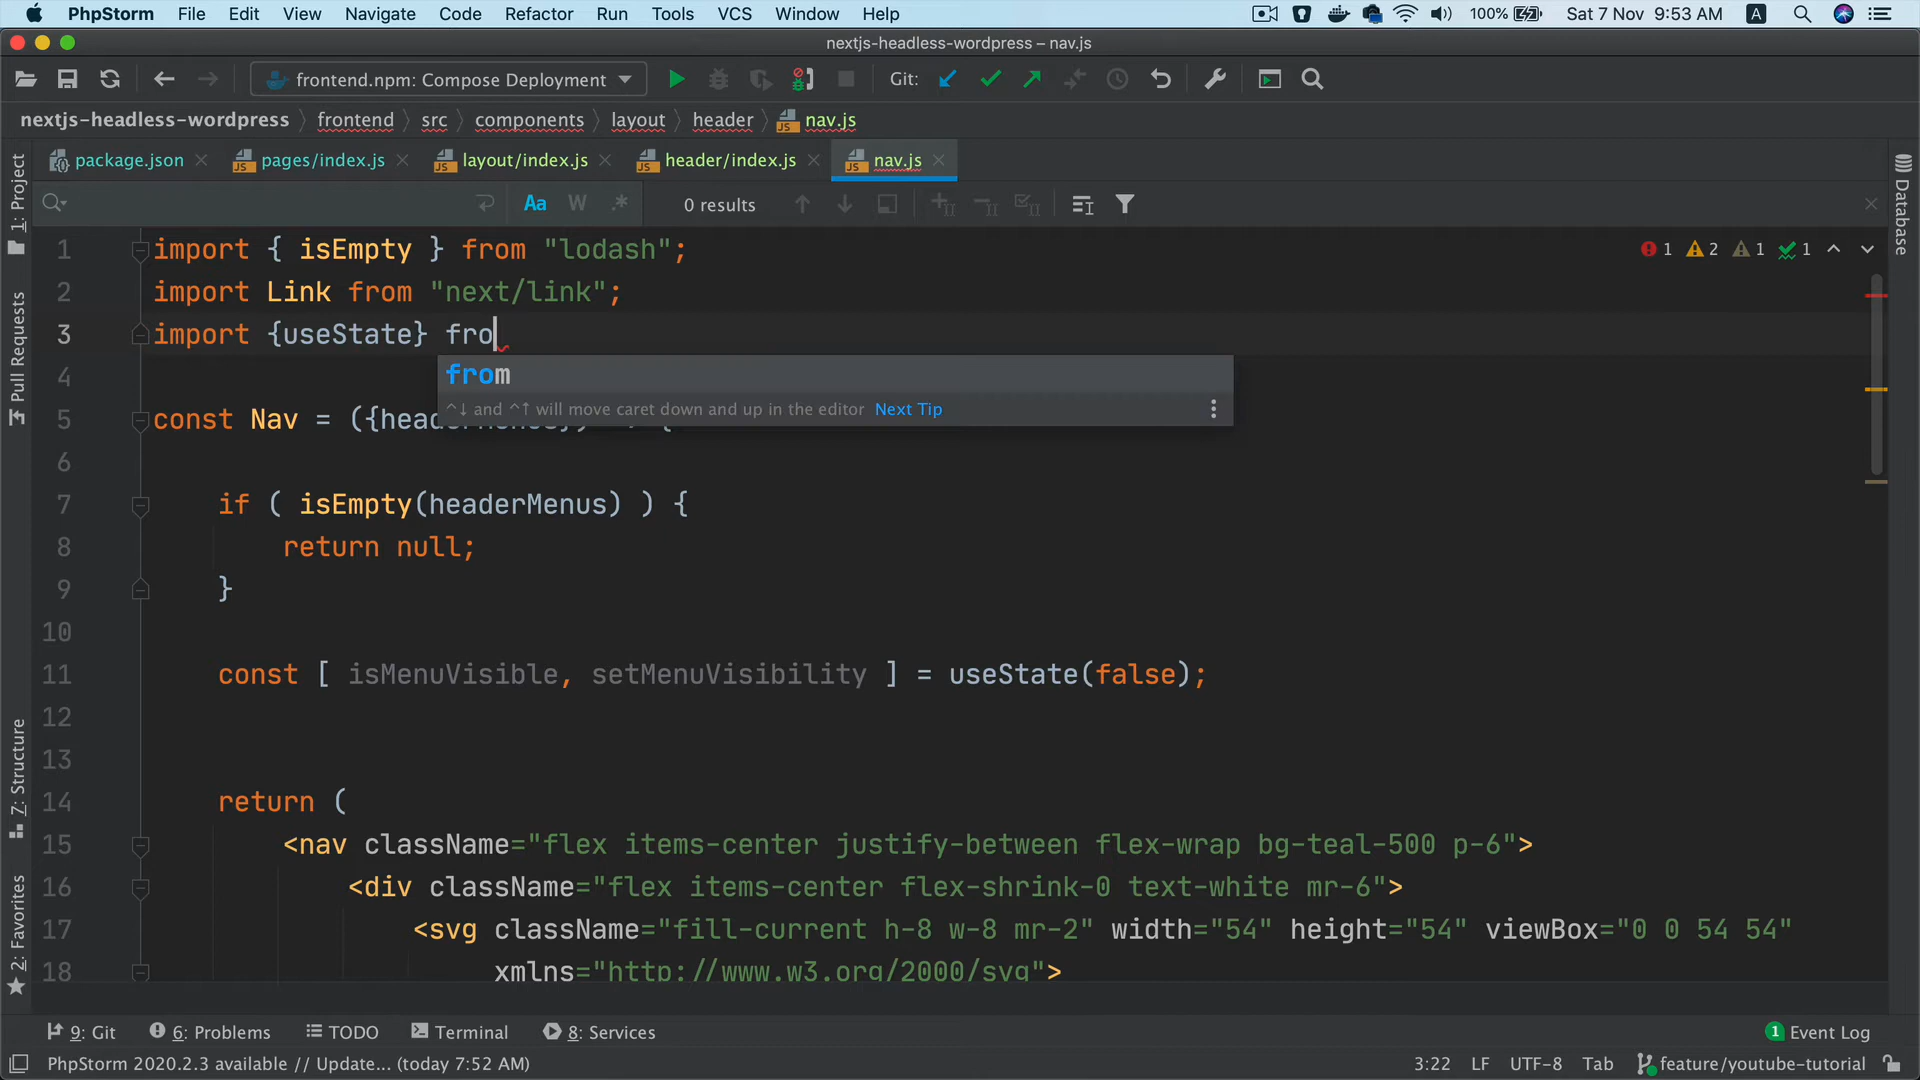 PhpStorm File Edit View Navigate Code Refactor Run Tools VCS Window Help 100% Sat 7 Nov 9:53 AM A
nextjs-headless-wordpress – nav.js
frontend.npm: Compose Deployment Git:
nextjs-headless-wordpress frontend src components layout header nav.js
package.json pages/index.js layout/index.js header/index.js nav.js
Aa W .* 0 results
1 import { isEmpty } from "lodash"; 1 2 1 1
2 import Link from "next/link";
3 import {useState} fro
4 from
^↓ and ^↑ will move caret down and up in the editor Next Tip
5 const Nav = ({hea
6
7 if ( isEmpty(headerMenus) ) {
8 return null;
9 }
10
11 const [ isMenuVisible, setMenuVisibility ] = useState(false);
12
13
14 return (
15 <nav className="flex items-center justify-between flex-wrap bg-teal-500 p-6">
16 <div className="flex items-center flex-shrink-0 text-white mr-6">
17 <svg className="fill-current h-8 w-8 mr-2" width="54" height="54" viewBox="0 0 54 54"
18 xmlns="http://www.w3.org/2000/svg">
1: Project
Pull Requests
7: Structure
2: Favorites
Database
9: Git 6: Problems TODO Terminal 8: Services 1 Event Log
PhpStorm 2020.2.3 available // Update... (today 7:52 AM) 3:22 LF UTF-8 Tab feature/youtube-tutorial